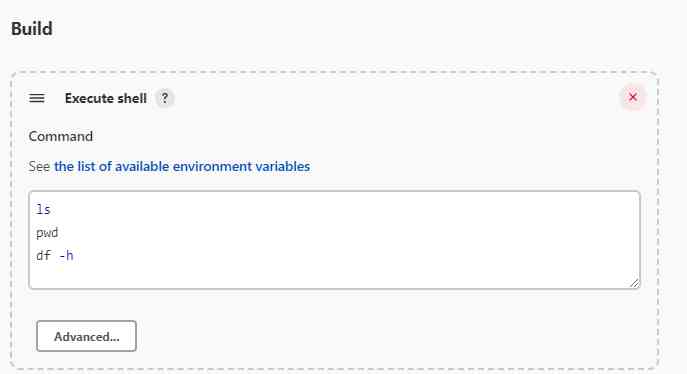 Build
Execute shell ?
Command
See the list of available environment variables
ls
pwd
df -h
Advanced...